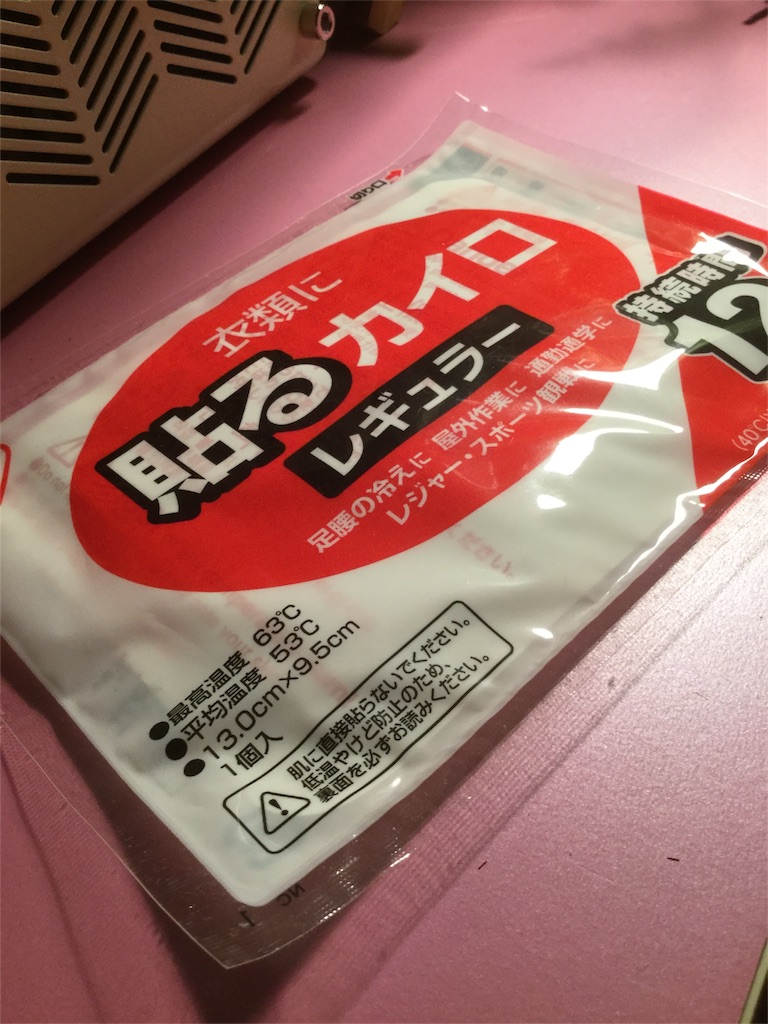 切り口
衣類に
貼るカイロ
レギュラー
足腰の冷えに 屋外作業に 通勤通学に
レジャー・スポーツ観戦に
持続時間
12
(40℃
●最高温度 63℃
●平均温度 53℃
●13.0cm×9.5cm
1個入
肌に直接貼らないでください。
低温やけど防止のため、
裏面を必ずお読みください。